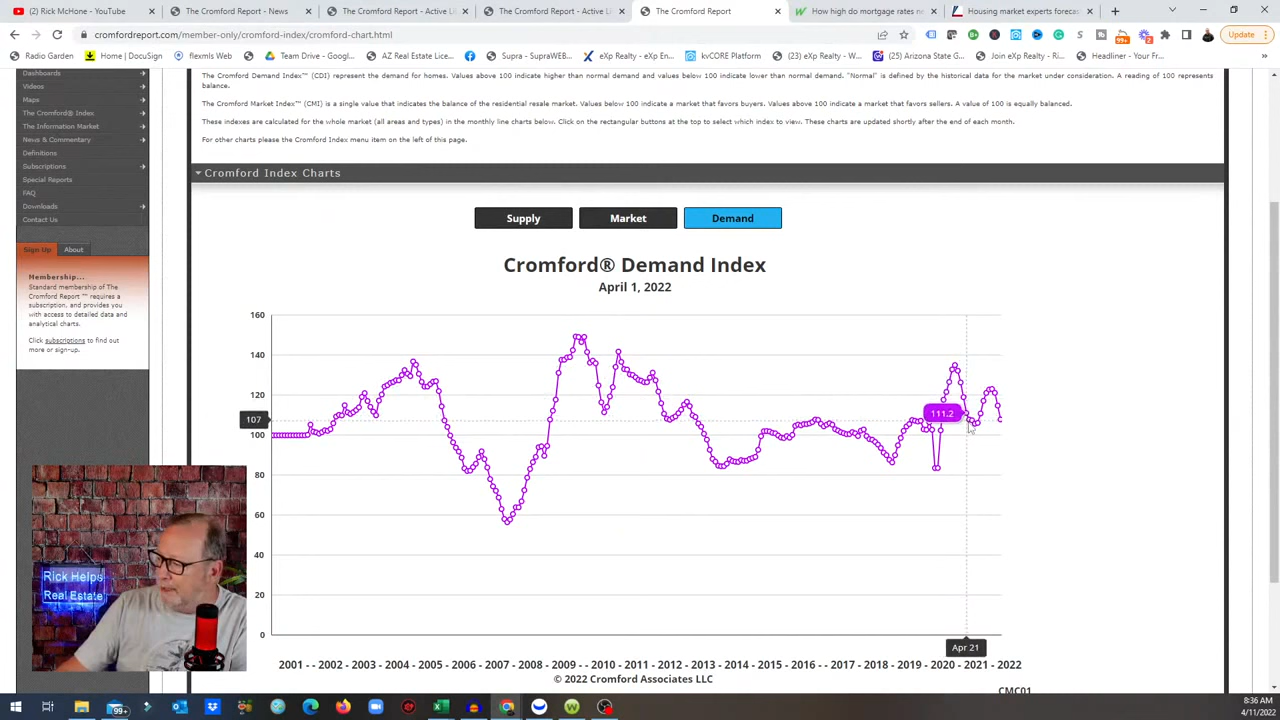 (2) Rick McHone - YouTube
The Cromford Report - News
The Cromford Report - Active Li
The Cromford Report - Active Li
The Cromford Report
How high do mortgage rates ne
Housing market experts forecas
cromfordreport.com/member-only/cromford-index/cromford-chart.html
Update
Radio Garden
Home | DocuSign
flexmls Web
Team Drive - Googl...
AZ Real Estate Lice...
Supra - SupraWEB...
eXp Realty - eXp En...
kvCORE Platform
(23) eXp Realty - W...
(25) Arizona State G...
Join eXp Realty - Ki...
Headliner - Your Fr...
Dashboards
Videos
Maps
The Cromford® Index
The Information Market
News & Commentary
Definitions
Subscriptions
Special Reports
FAQ
Downloads
Contact Us
Sign Up About
Membership...
Standard membership of The
Cromford Report ™ requires a
subscription, and provides you
with access to detailed data and
analytical charts.
Click subscriptions to find out
more or sign-up.
The Cromford Demand Index™ (CDI) represent the demand for homes. Values above 100 indicate higher than normal demand and values below 100 indicate lower than normal demand. "Normal" is defined by the historical data for the market under consideration. A reading of 100 represents
balance.
The Cromford Market Index™ (CMI) is a single value that indicates the balance of the residential resale market. Values below 100 indicate a market that favors buyers. Values above 100 indicate a market that favors sellers. A value of 100 is equally balanced.
These indexes are calculated for the whole market (all areas and types) in the monthly line charts below. Click on the rectangular buttons at the top to select which index to view. These charts are updated shortly after the end of each month.
For other charts please the Cromford Index menu item on the left of this page.
Cromford Index Charts
Supply
Market
Demand
Cromford® Demand Index
April 1, 2022
160
140
120
107
100
80
60
40
20
0
111.2
Apr 21
2001 - - 2002 - 2003 - 2004 - 2005 - 2006 - 2007 - 2008 - 2009 - - 2010 - 2011 - 2012 - 2013 - 2014 - 2015 - 2016 - - 2017 - 2018 - 2019 - 2020 - 2021 - 2022
© 2022 Cromford Associates LLC
CMC01
Rick Helps
Real Estate
99+
8:36 AM
4/11/2022